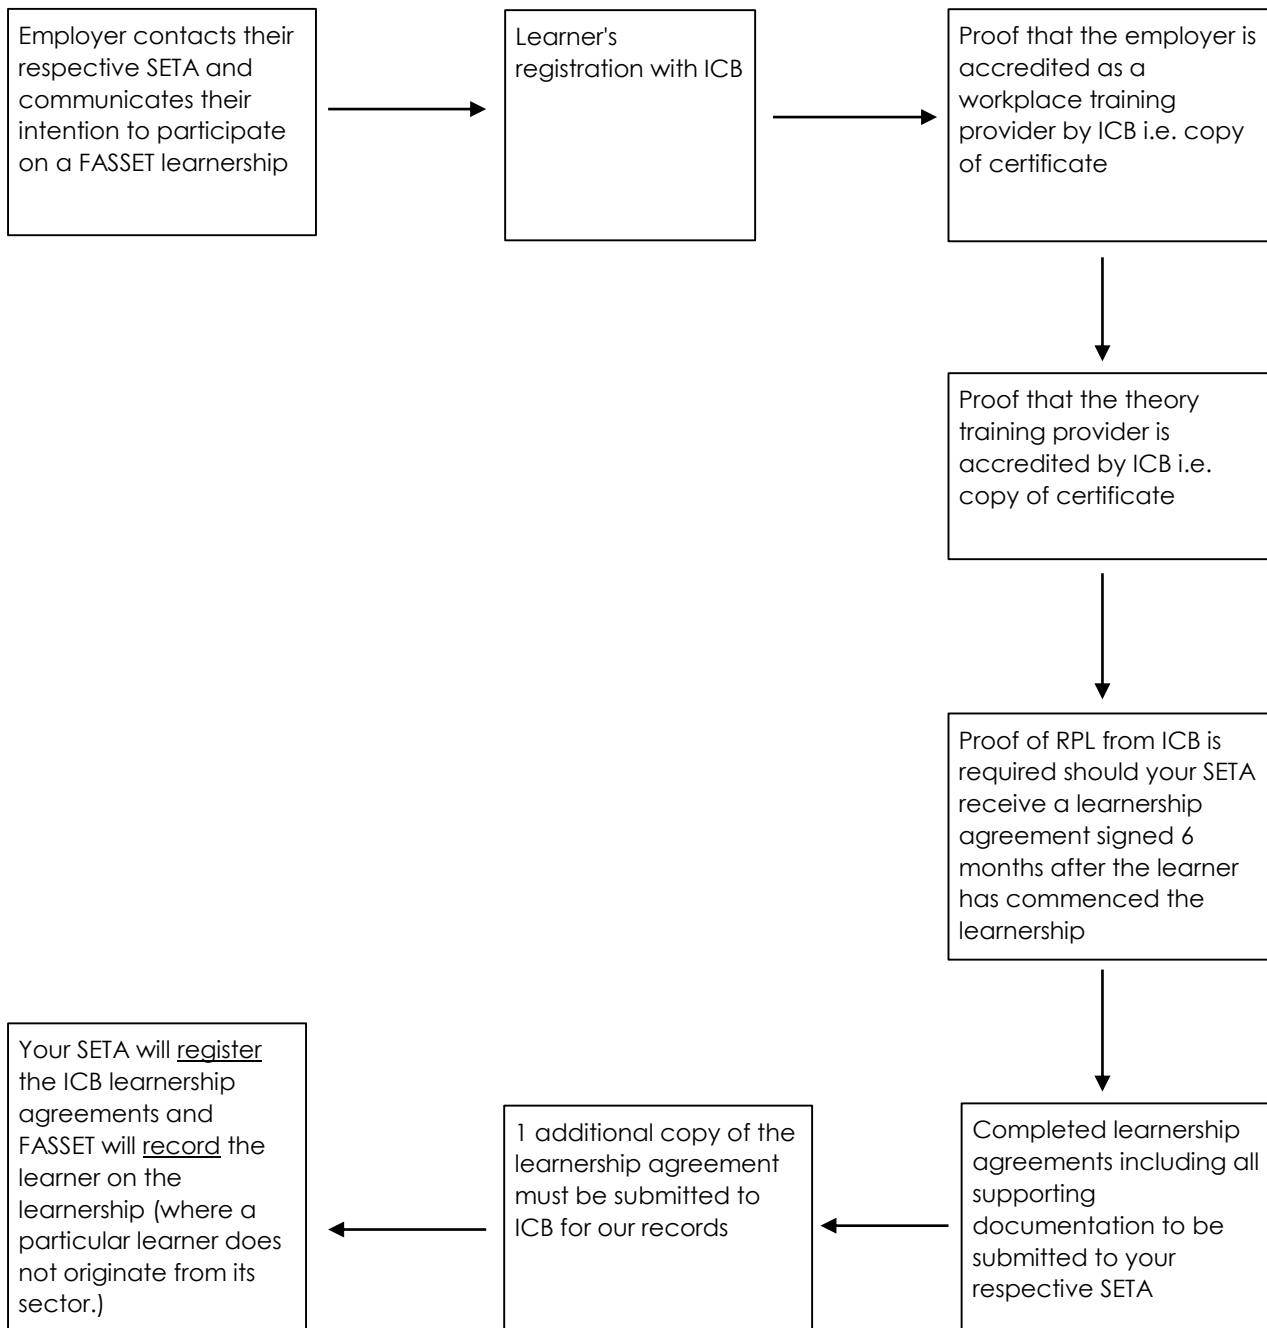 Employer contacts their
respective SETA and
communicates their
intention to participate
on a FASSET learnership
Learner's
registration with ICB
Proof that the employer is
accredited as a
workplace training
provider by ICB i.e. copy
of certificate
Proof that the theory
training provider is
accredited by ICB i.e.
copy of certificate
Proof of RPL from ICB is
required should your SETA
receive a learnership
agreement signed 6
months after the learner
has commenced the
learnership
Completed learnership
agreements including all
supporting
documentation to be
submitted to your
respective SETA
1 additional copy of the
learnership agreement
must be submitted to
ICB for our records
Your SETA will register
the ICB learnership
agreements and
FASSET will record the
learner on the
learnership (where a
particular learner does
not originate from its
sector.)